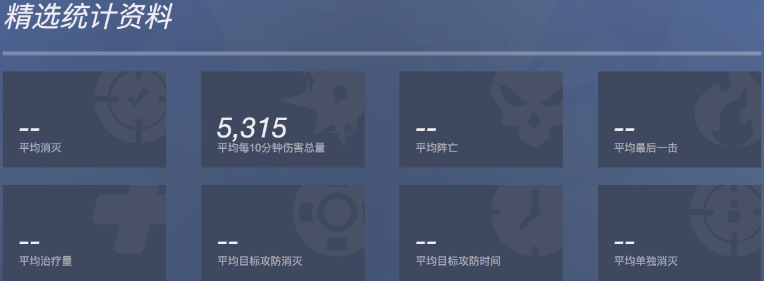 精选统计资料
--
平均消灭
5,315
平均每10分钟伤害总量
--
平均阵亡
--
平均最后一击
--
平均治疗量
--
平均目标攻防消灭
--
平均目标攻防时间
--
平均单独消灭